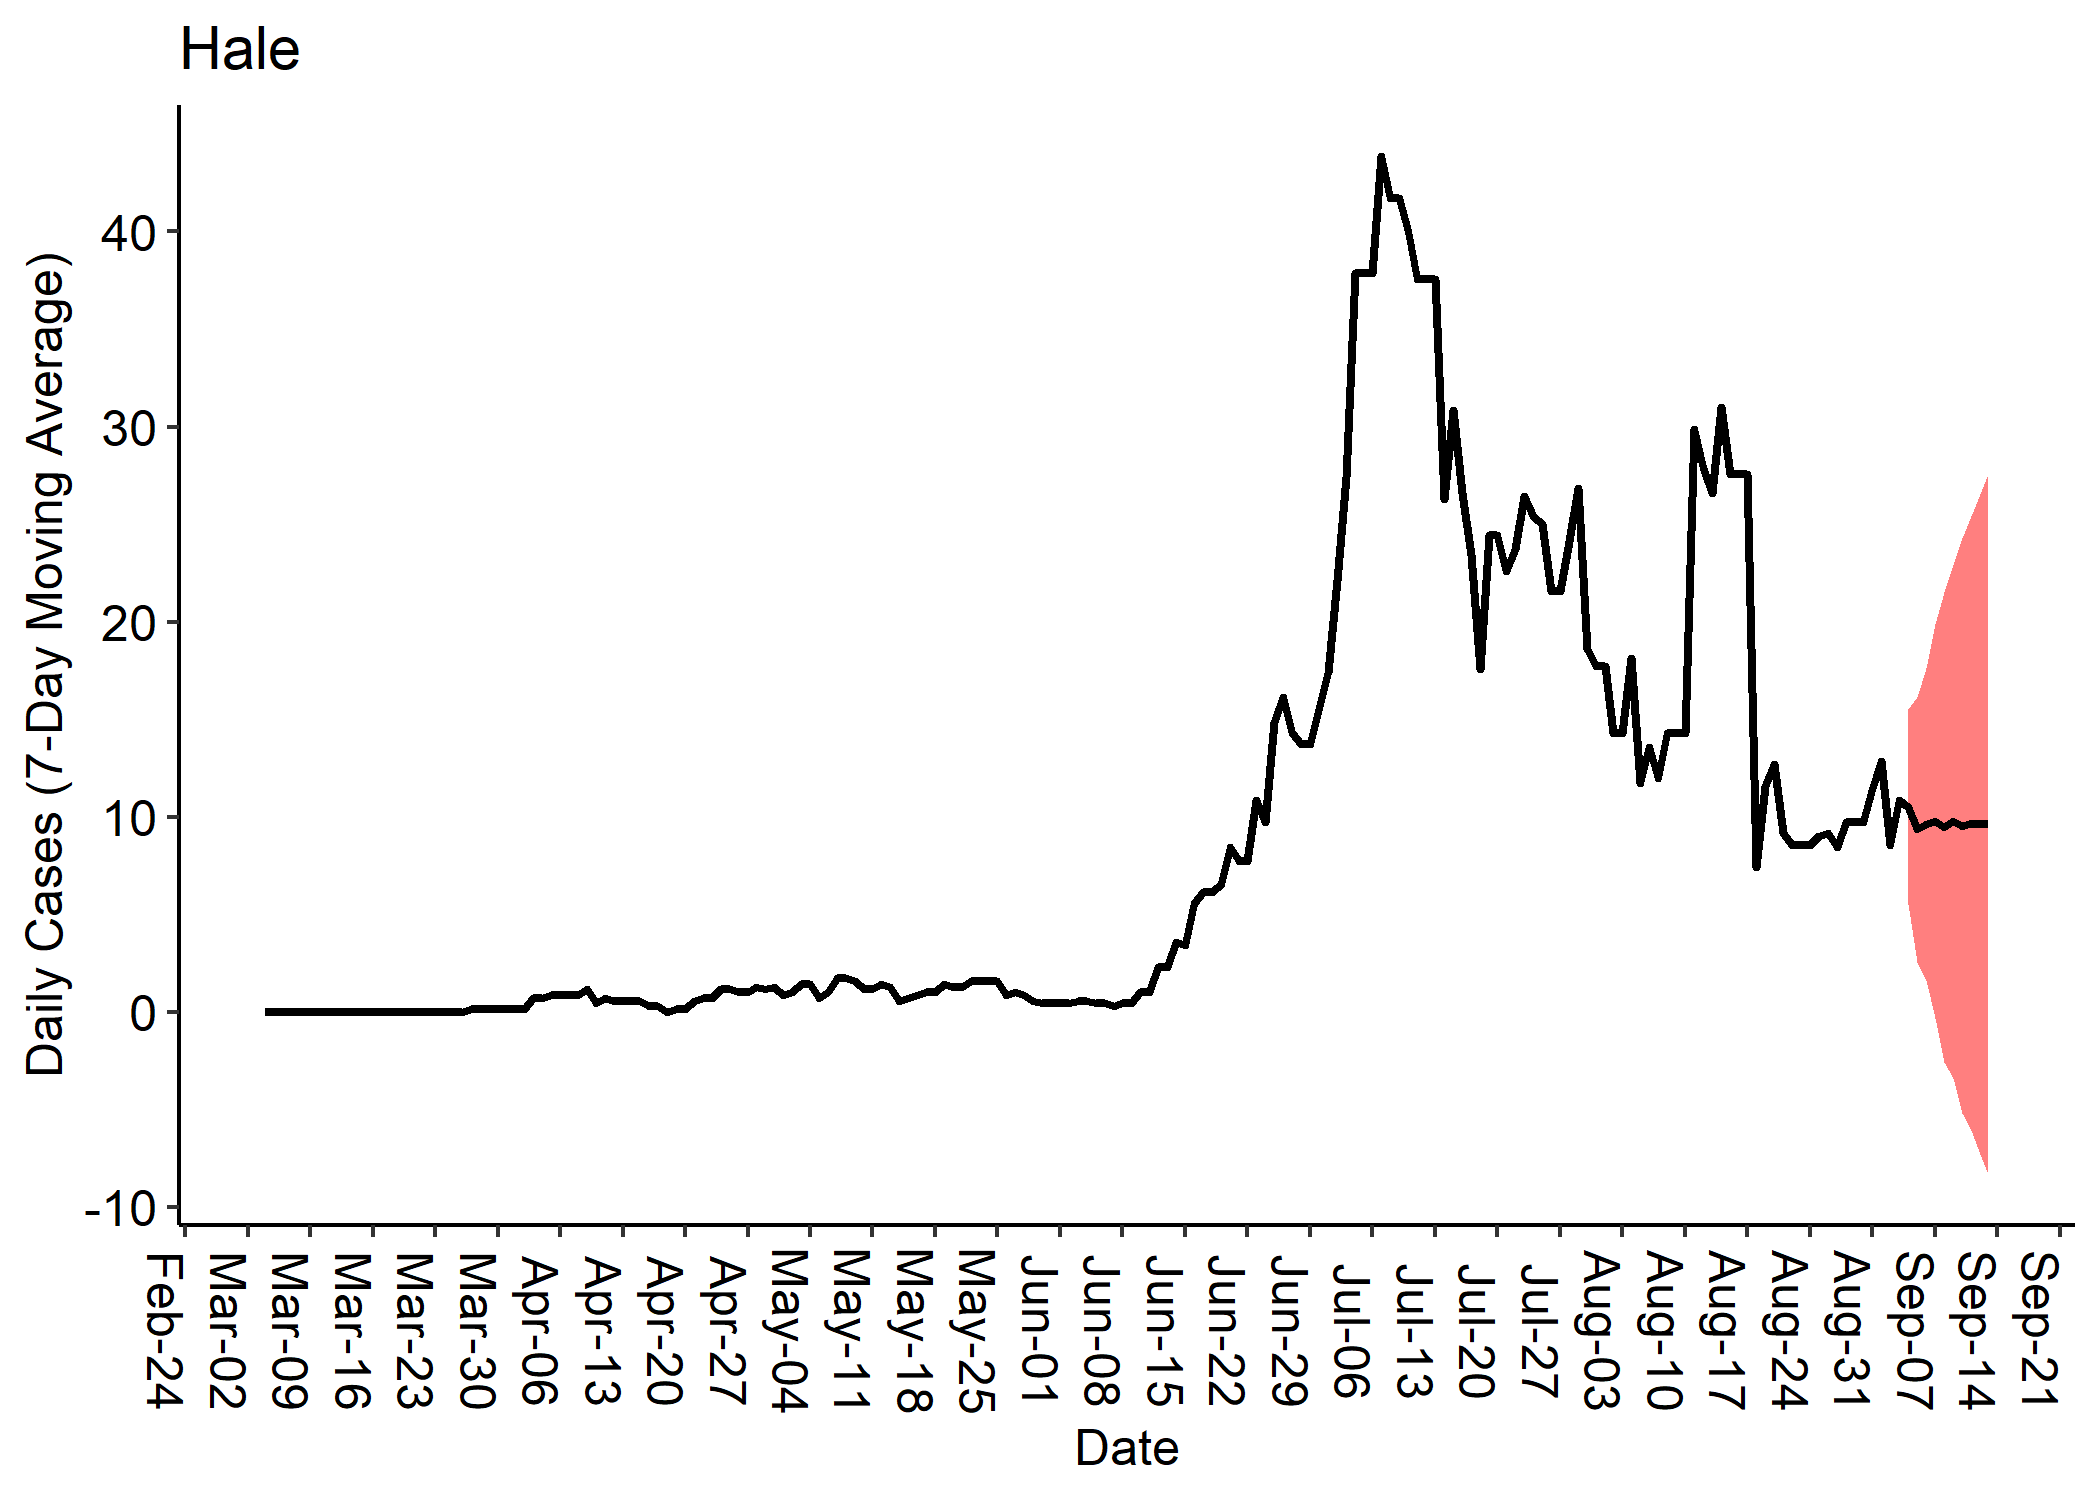 Hale
Daily Cases (7-Day Moving Average)
40
30
20
10
0
-10
Feb-24
Mar-02
Mar-09
Mar-16
Mar-23
Mar-30
Apr-06
Apr-13
Apr-20
Apr-27
May-04
May-11
May-18
May-25
Jun-01
Jun-08
Jun-15
Jun-22
Jun-29
Jul-06
Jul-13
Jul-20
Jul-27
Aug-03
Aug-10
Aug-17
Aug-24
Aug-31
Sep-07
Sep-14
Sep-21
Date